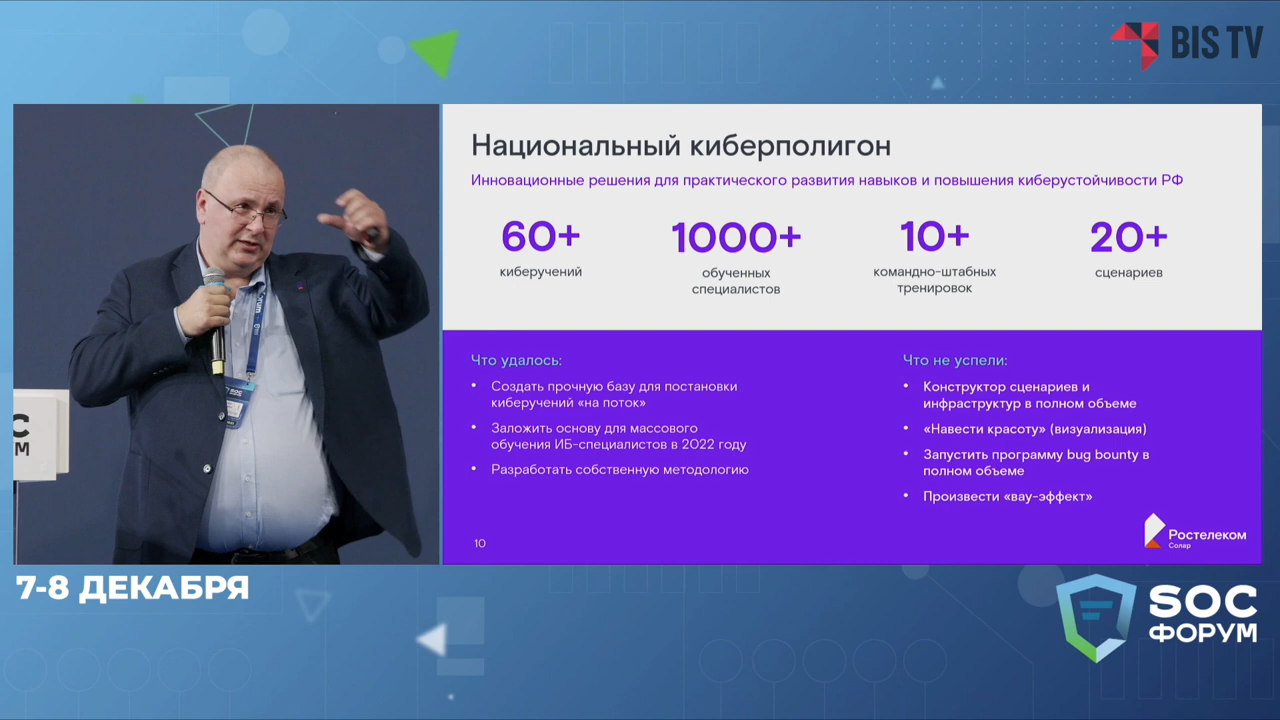 BIS TV
Национальный киберполигон
Инновационные решения для практического развития навыков и повышения киберустойчивости РФ
60+
киберучений
1000+
обученных
специалистов
10+
командно-штабных
тренировок
20+
сценариев
Что удалось:
• Создать прочную базу для постановки
киберучений «на поток»
• Заложить основу для массового
обучения ИБ-специалистов в 2022 году
• Разработать собственную методологию
Что не успели:
• Конструктор сценариев и
инфраструктур в полном объеме
• «Навести красоту» (визуализация)
• Запустить программу bug bounty в
полном объеме
• Произвести «вау-эффект»
10
Ростелеком
Солар
SOC
7-8 ДЕКАБРЯ
SOC
ФОРУМ